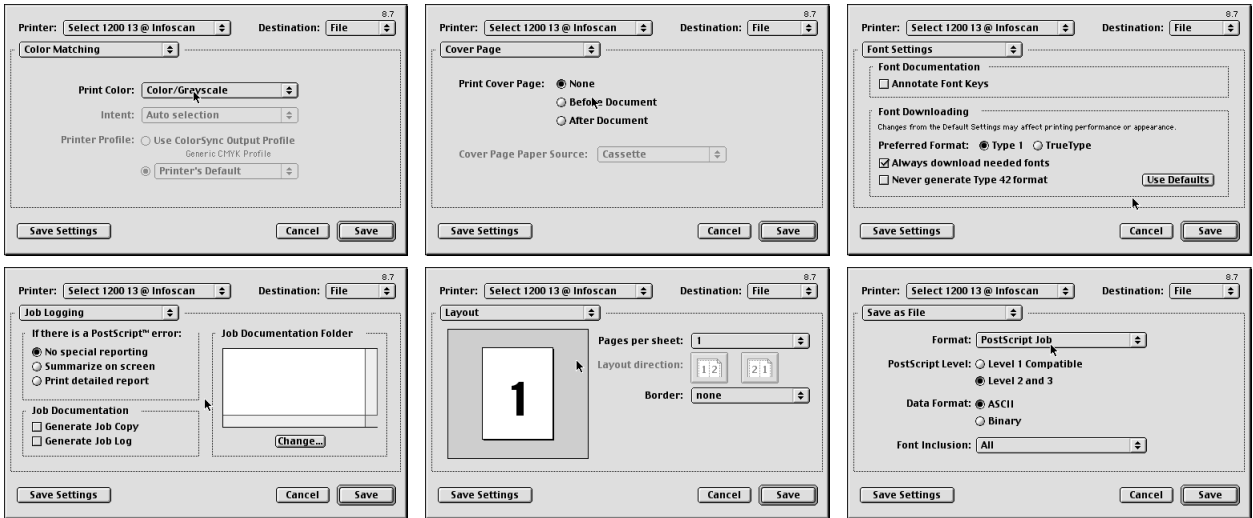 8.7
Printer: Select 1200 13 @ Infoscan Destination: File
Color Matching
Print Color: Color/Grayscale
Intent: Auto selection
Printer Profile: Use ColorSync Output Profile
Generic CMYK Profile
Printer's Default
Save Settings Cancel Save
8.7
Printer: Select 1200 13 @ Infoscan Destination: File
Cover Page
Print Cover Page: None
Before Document
After Document
Cover Page Paper Source: Cassette
Save Settings Cancel Save
8.7
Printer: Select 1200 13 @ Infoscan Destination: File
Font Settings
Font Documentation
Annotate Font Keys
Font Downloading
Changes from the Default Settings may affect printing performance or appearance.
Preferred Format: Type 1 TrueType
Always download needed fonts
Never generate Type 42 format Use Defaults
Save Settings Cancel Save
8.7
Printer: Select 1200 13 @ Infoscan Destination: File
Job Logging
If there is a PostScript™ error:
No special reporting
Summarize on screen
Print detailed report
Job Documentation
Generate Job Copy
Generate Job Log
Job Documentation Folder
Change...
Save Settings Cancel Save
8.7
Printer: Select 1200 13 @ Infoscan Destination: File
Layout
1
Pages per sheet: 1
Layout direction: 1 2 2 1
Border: none
Save Settings Cancel Save
8.7
Printer: Select 1200 13 @ Infoscan Destination: File
Save as File
Format: PostScript Job
PostScript Level: Level 1 Compatible
Level 2 and 3
Data Format: ASCII
Binary
Font Inclusion: All
Save Settings Cancel Save